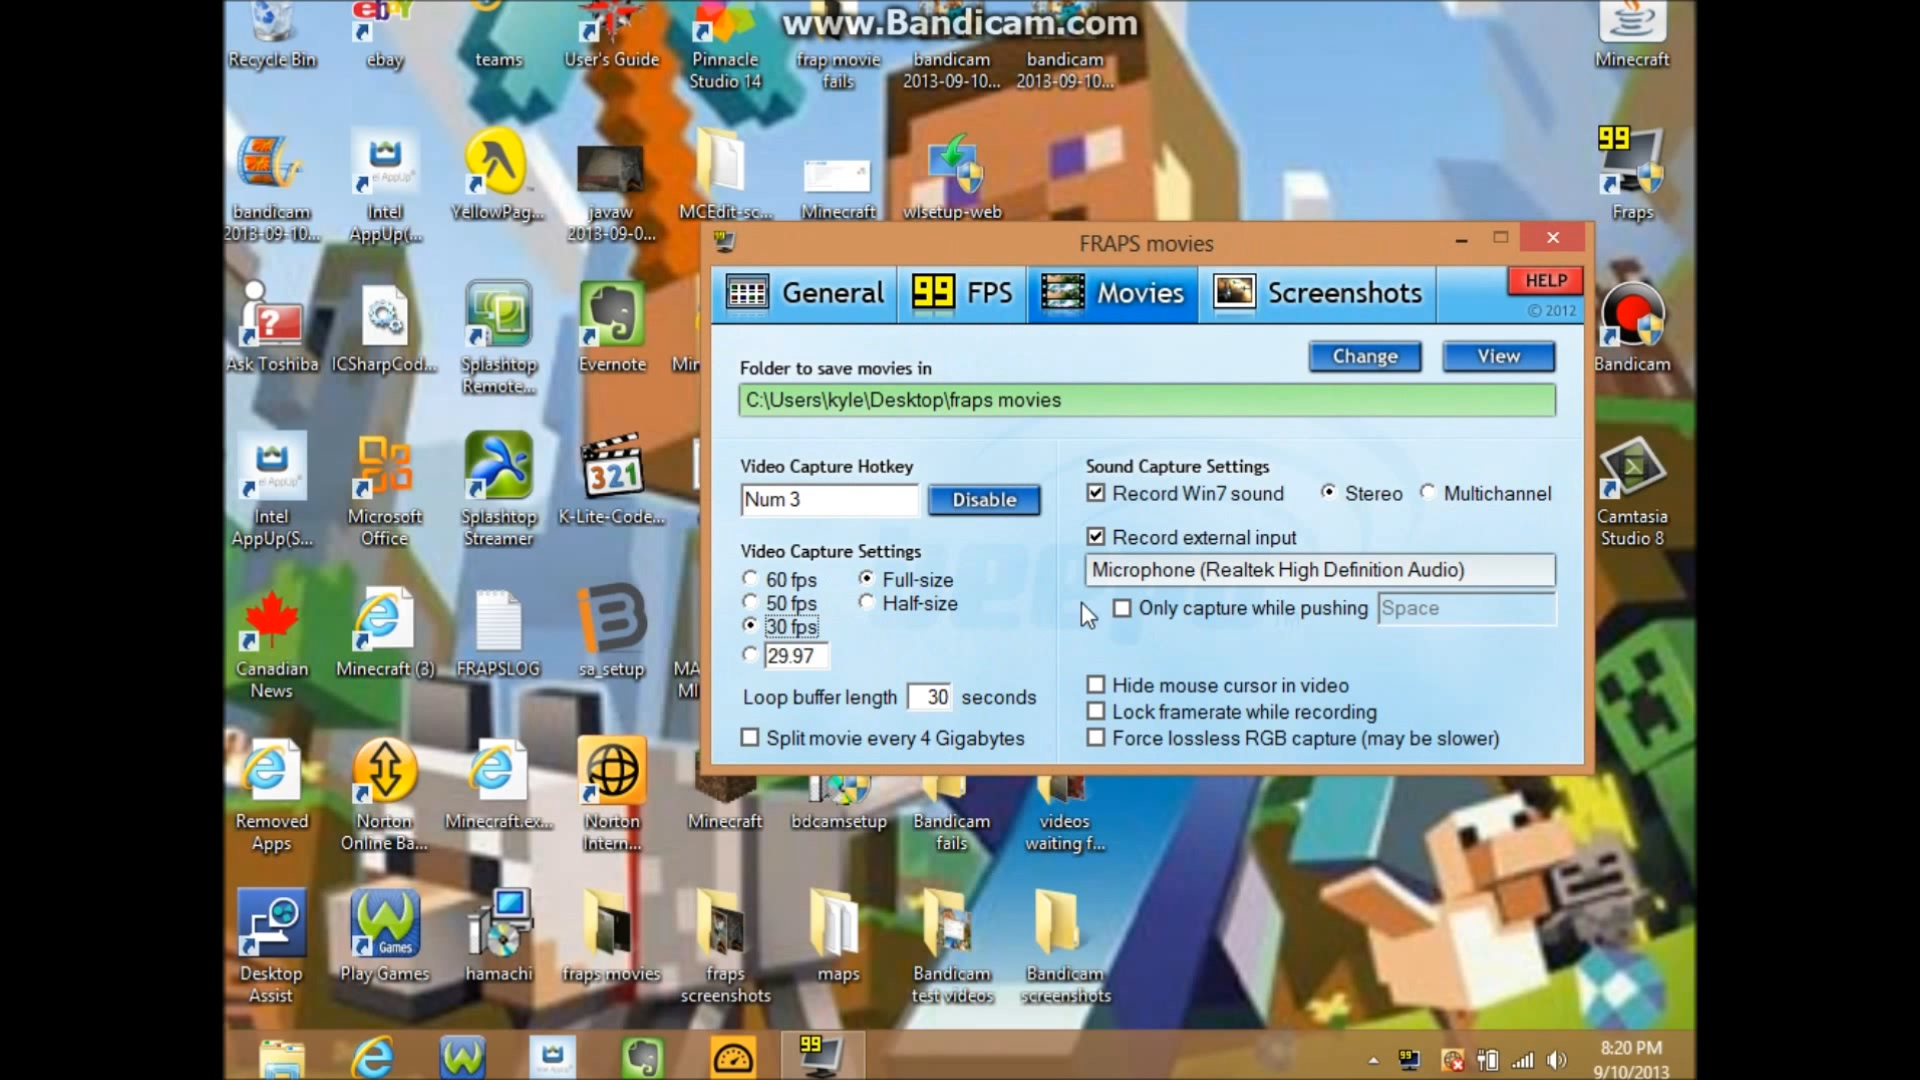 www.Bandicam.com
Recycle Bin
ebay
teams
User's Guide
Pinnacle
Studio 14
frap movie
fails
bandicam
2013-09-10...
bandicam
2013-09-10...
Minecraft
bandicam
2013-09-10...
Intel
AppUp(...
YellowPag...
javaw
2013-09-0...
MCEdit-sc...
Minecraft
wlsetup-web
99
Fraps
FRAPS movies
General
99 FPS
Movies
Screenshots
HELP
© 2012
Ask Toshiba
ICSharpCod...
Splashtop
Remote...
Evernote
Bandicam
Folder to save movies in
Change
View
C:\Users\kyle\Desktop\fraps movies
Video Capture Hotkey
Num 3
Disable
Sound Capture Settings
Record Win7 sound
Stereo
Multichannel
Record external input
Microphone (Realtek High Definition Audio)
Only capture while pushing
Space
Video Capture Settings
60 fps
Full-size
50 fps
Half-size
30 fps
29.97
Loop buffer length 30 seconds
Split movie every 4 Gigabytes
Hide mouse cursor in video
Lock framerate while recording
Force lossless RGB capture (may be slower)
Intel
AppUp(S...
Microsoft
Office
Splashtop
Streamer
321
K-Lite-Code...
Camtasia
Studio 8
Canadian
News
Minecraft (3)
FRAPSLOG
sa_setup
Removed
Apps
Norton
Online Ba...
Minecraft.ex...
Norton
Intern...
Minecraft
bdcamsetup
Bandicam
fails
videos
waiting f...
Desktop
Assist
Games
Play Games
hamachi
fraps movies
fraps
screenshots
maps
Bandicam
test videos
Bandicam
screenshots
99
8:20 PM
9/10/2013